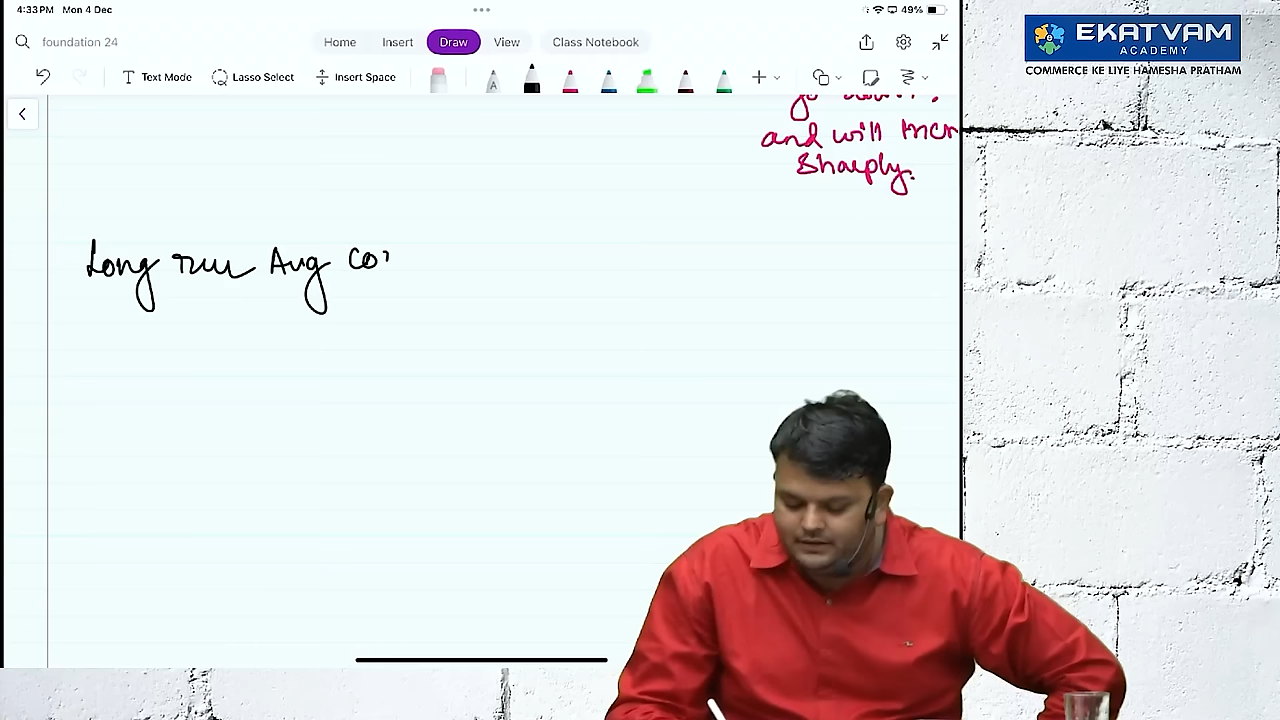 4:33 PM Mon 4 Dec
49%
foundation 24
Home Insert Draw View Class Notebook
Text Mode Lasso Select Insert Space
EKATVAM
ACADEMY
COMMERCE KE LIYE HAMESHA PRATHAM
and will
Sharply.
Long run Avg Co